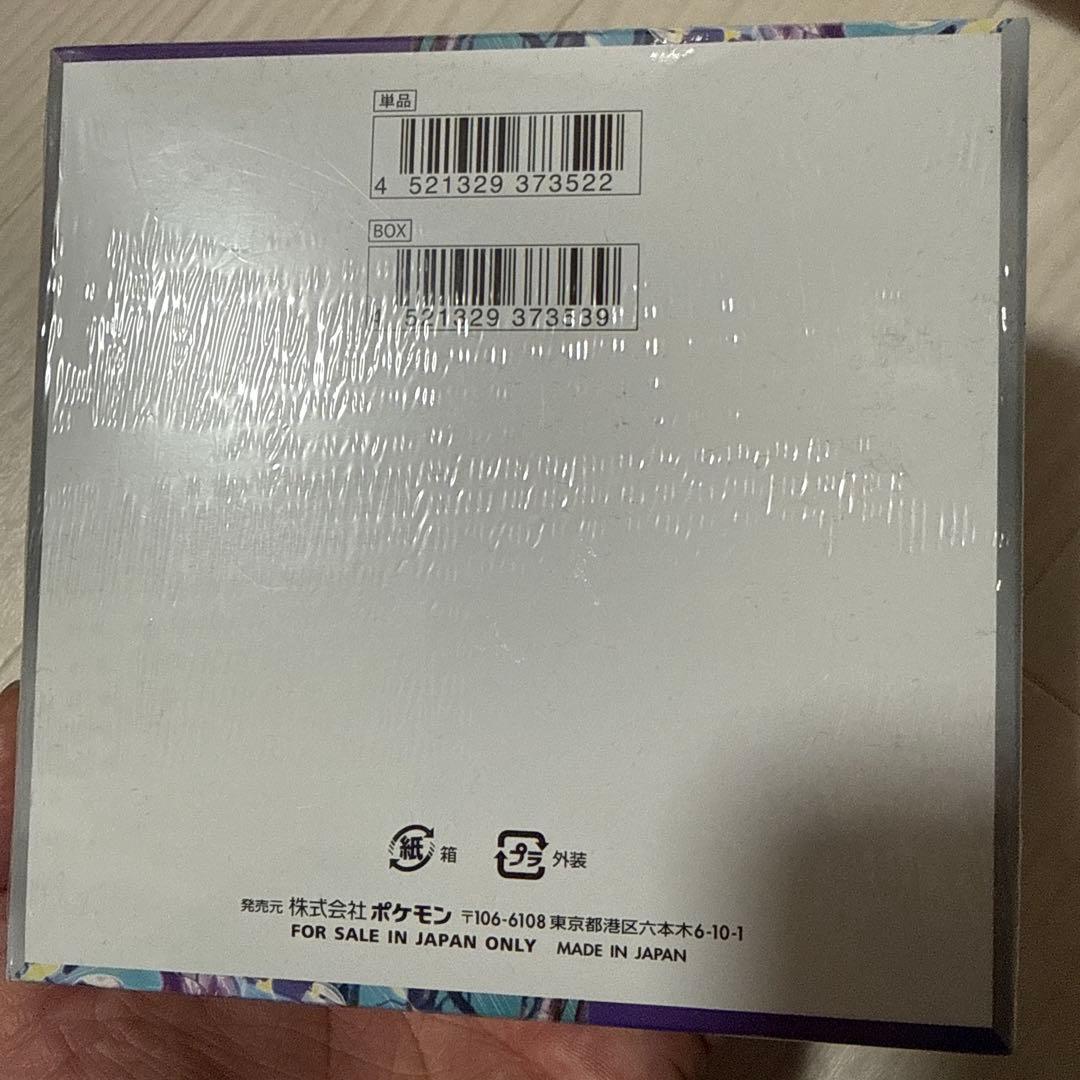 単品
4 521329 373522
BOX
4 521329 373539
紙 箱
プラ 外装
発売元 株式会社 ポケモン 〒106-6108 東京都港区六本木6-10-1
FOR SALE IN JAPAN ONLY MADE IN JAPAN